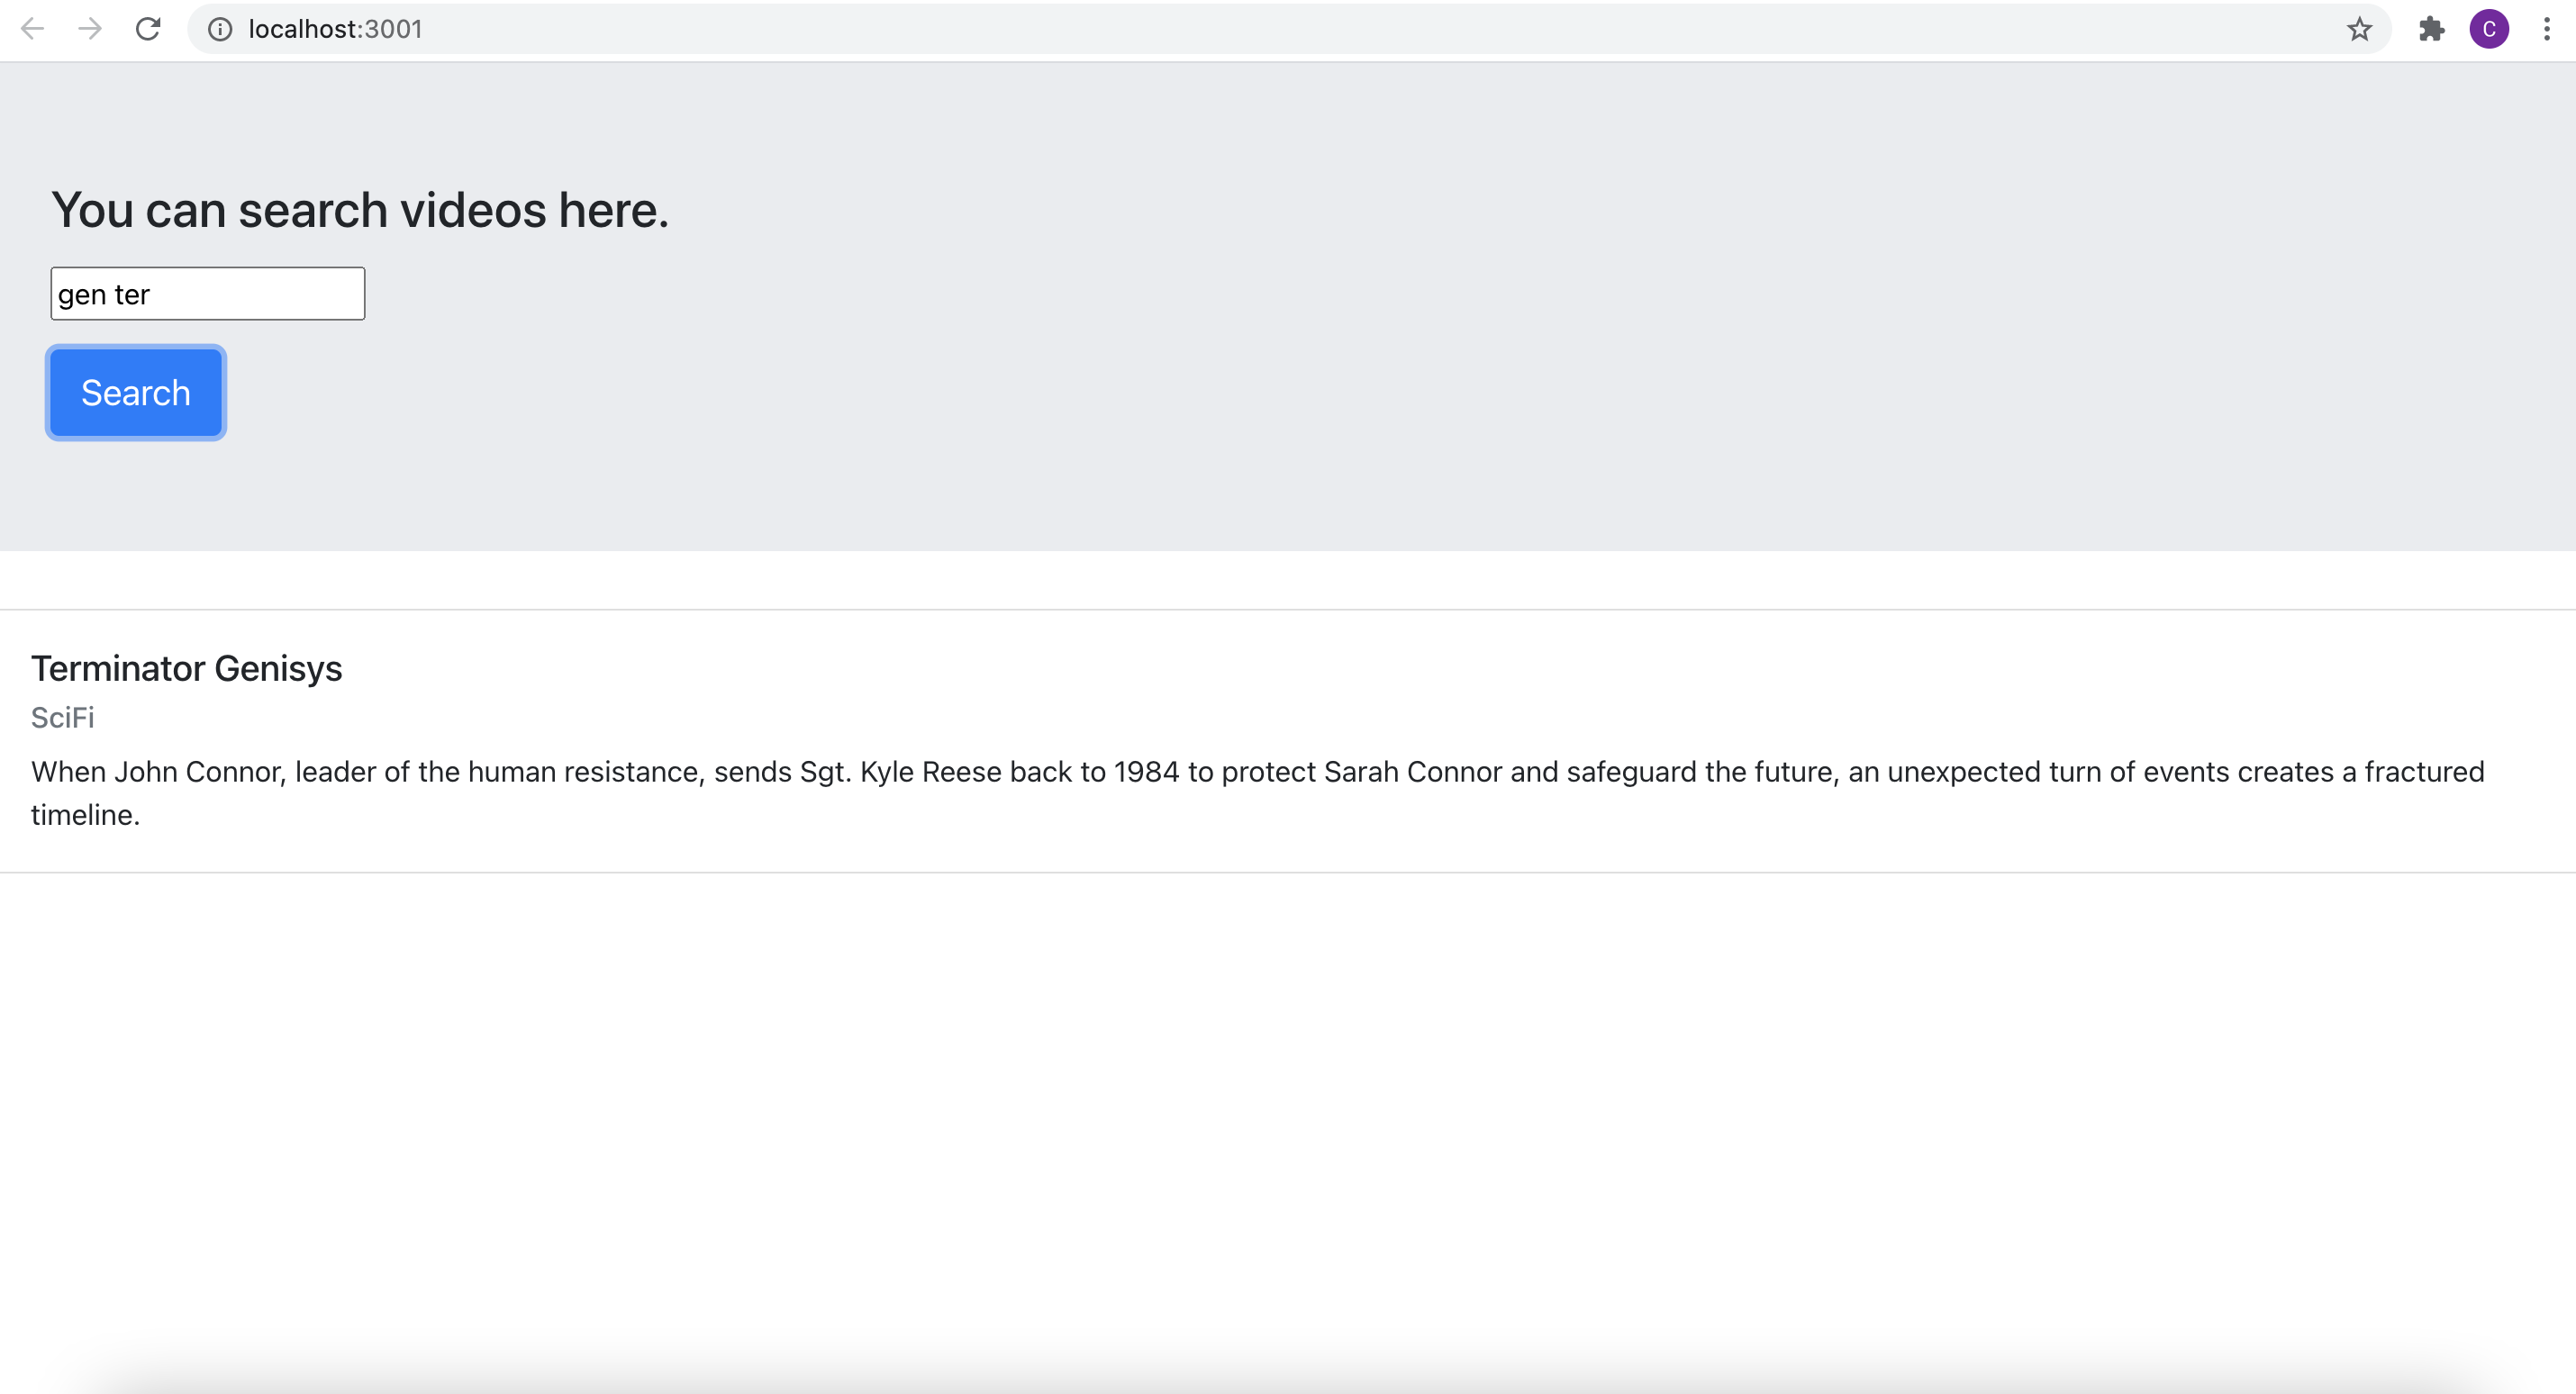 localhost:3001
C
You can search videos here.
gen ter
Search
Terminator Genisys
SciFi
When John Connor, leader of the human resistance, sends Sgt. Kyle Reese back to 1984 to protect Sarah Connor and safeguard the future, an unexpected turn of events creates a fractured
timeline.